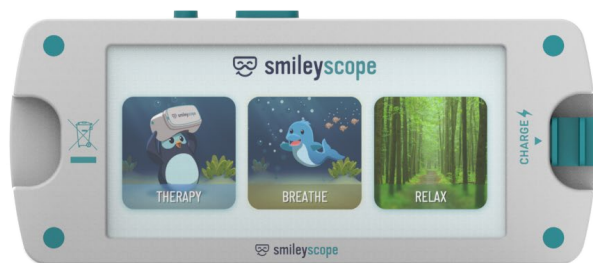 smileyscope
THERAPY
BREATHE
RELAX
CHARGE
smileyscope